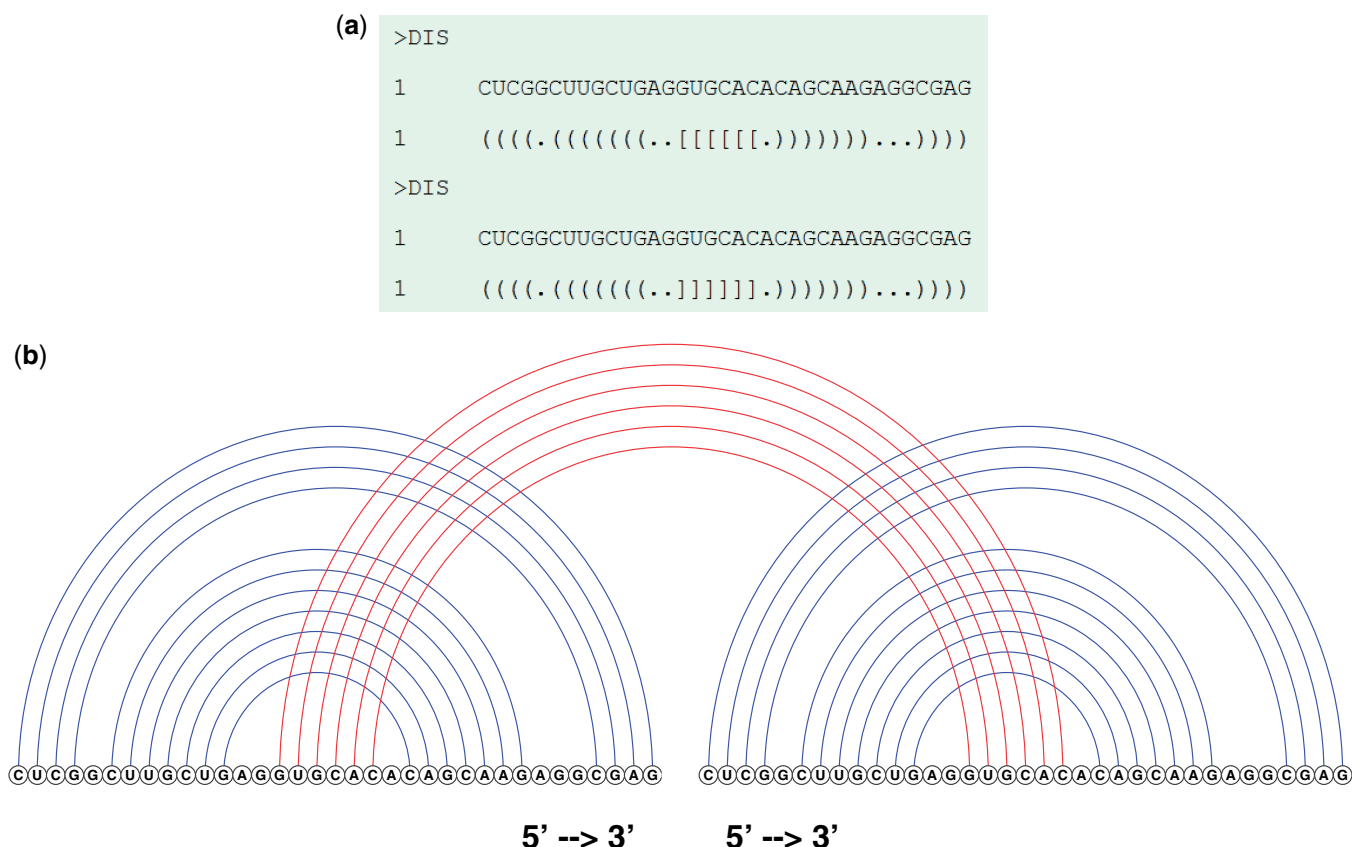 (a)
>DIS
1 CUCGGCUUGCUGAGGUGCACACAGCAAGAGGCGAG
1 ((((.(((((((..[[[[[[.)))))))...))))
>DIS
1 CUCGGCUUGCUGAGGUGCACACAGCAAGAGGCGAG
1 ((((.(((((((..]]]]]].)))))))...))))
(b)
CUCGGCUUGCUGAGGUGCACACAGCAAGAGGCGAG CUCGGCUUGCUGAGGUGCACACAGCAAGAGGCGAG
5' --> 3' 5' --> 3'